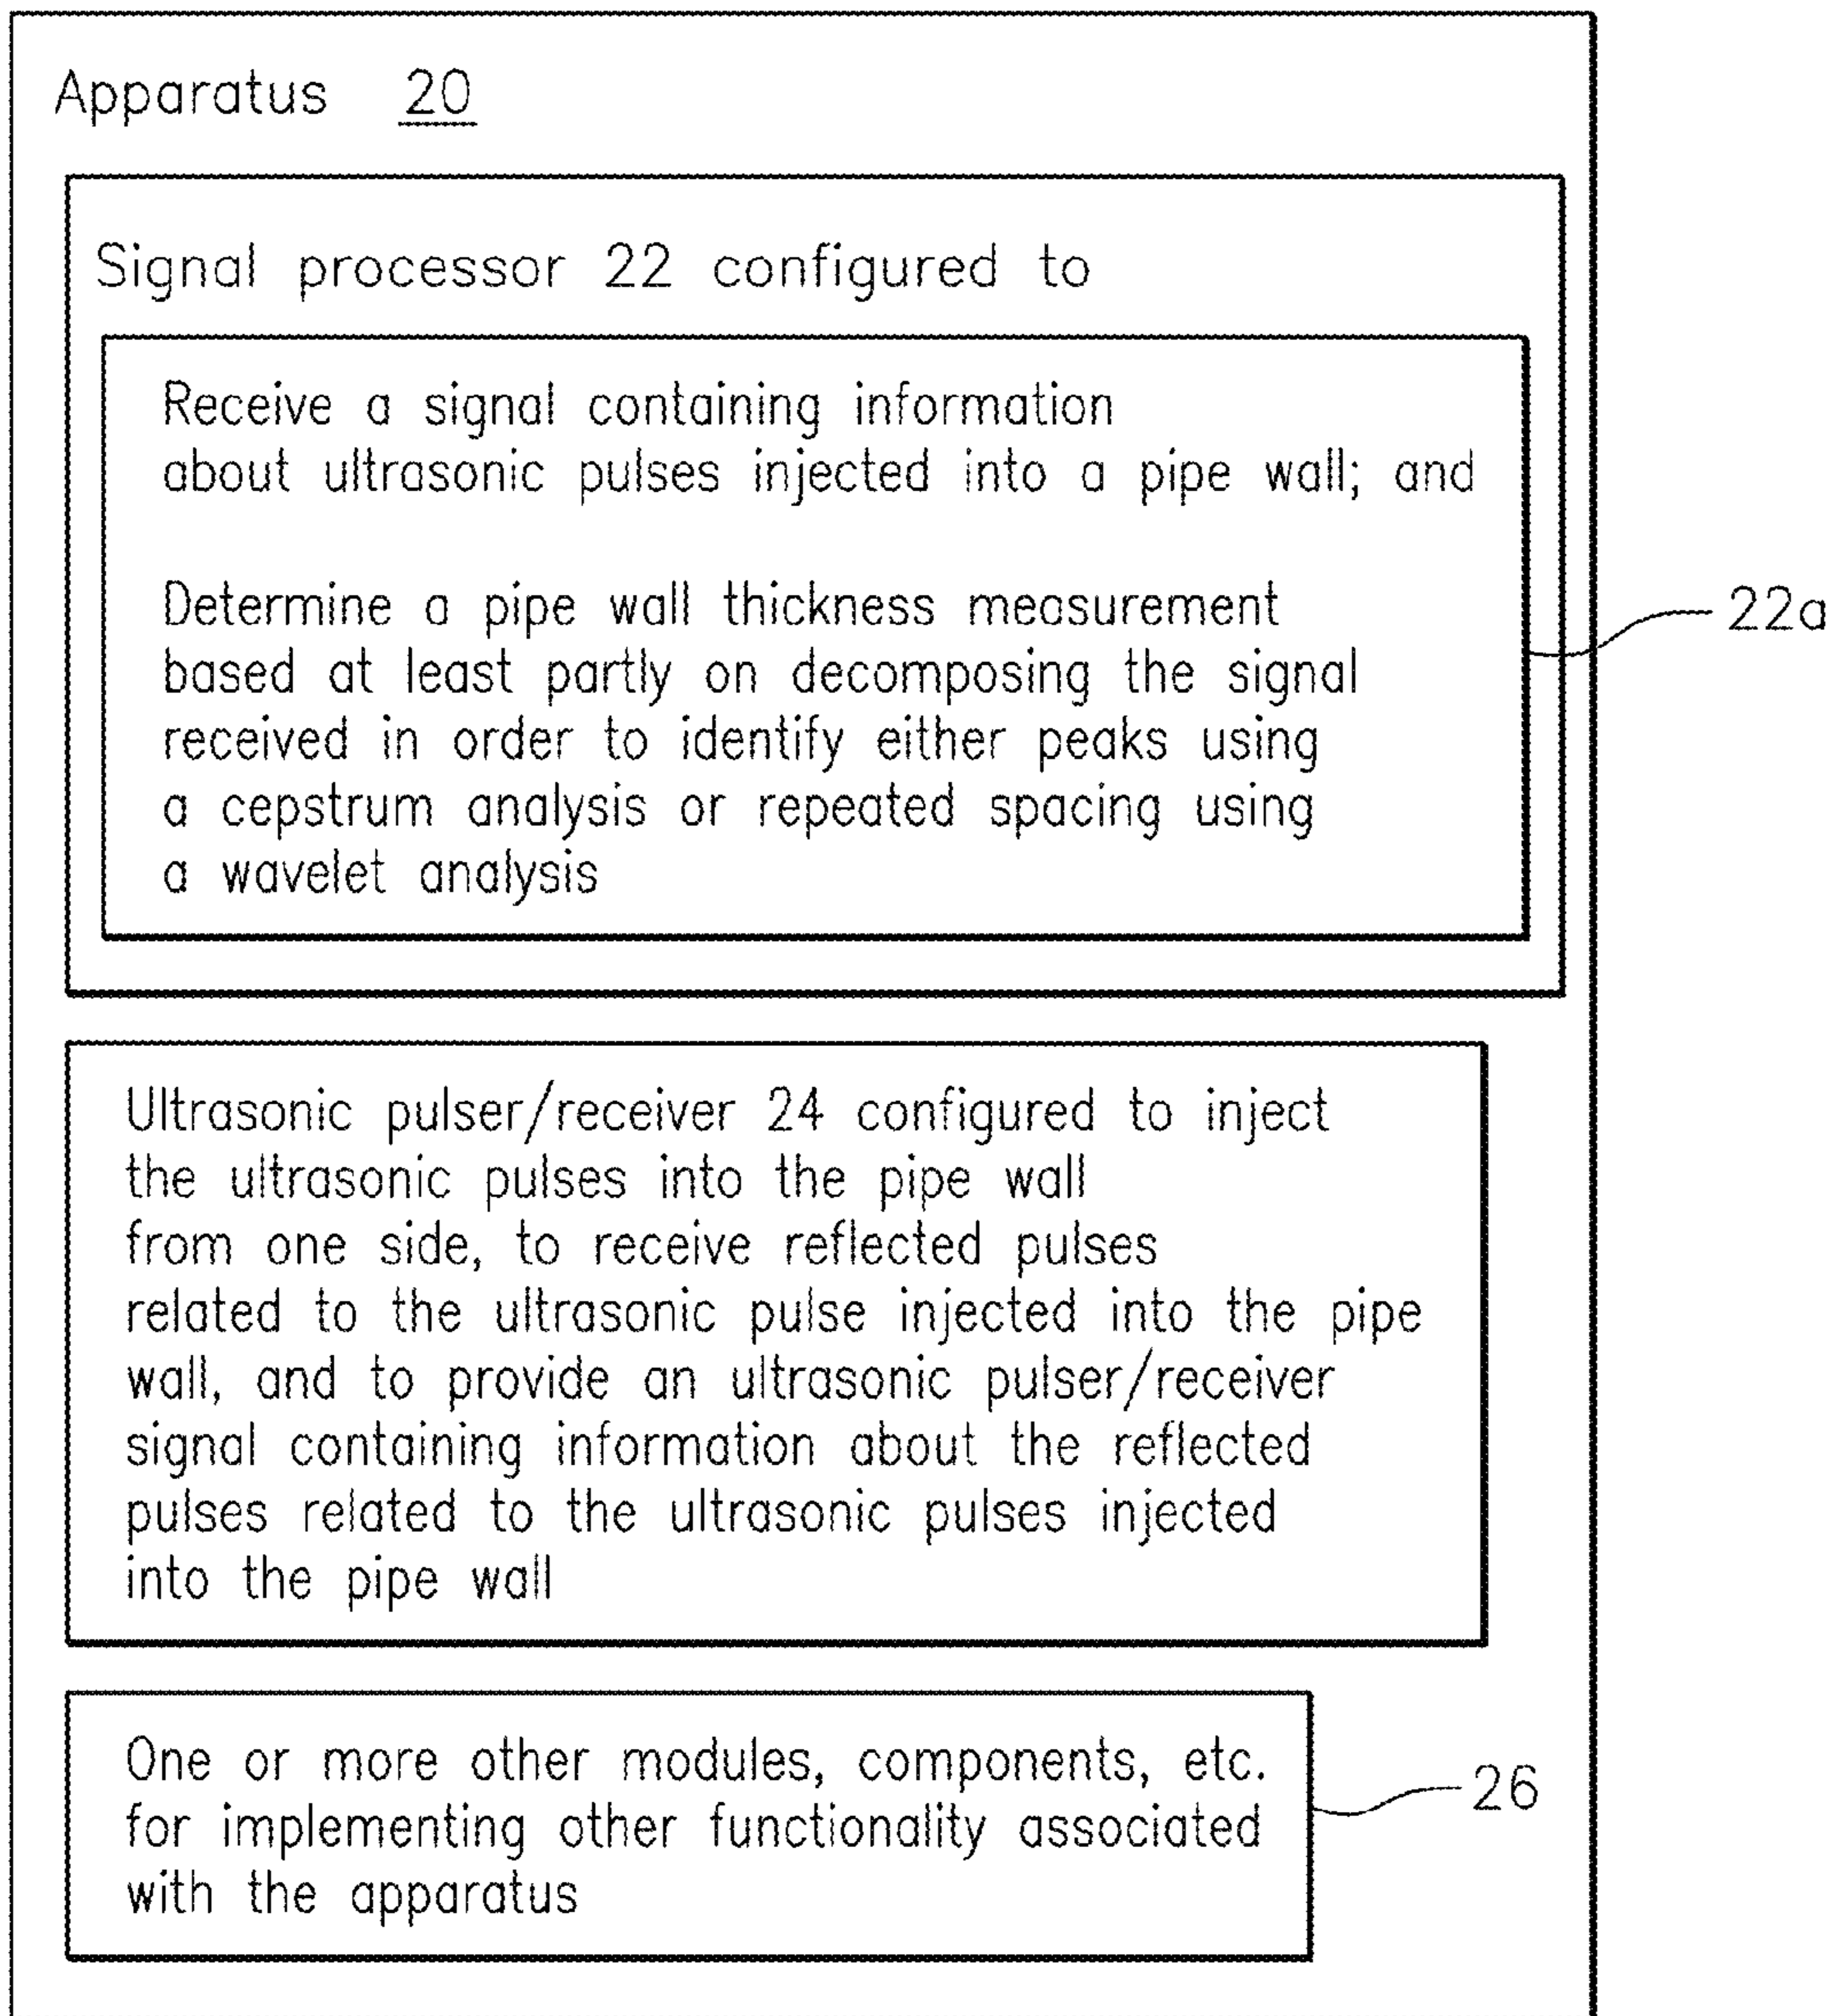 Apparatus 20
Signal processor 22 configured to
Receive a signal containing information
about ultrasonic pulses injected into a pipe wall; and
Determine a pipe wall thickness measurement
based at least partly on decomposing the signal
received in order to identify either peaks using
a cepstrum analysis or repeated spacing using
a wavelet analysis
22a
Ultrasonic pulser/receiver 24 configured to inject
the ultrasonic pulses into the pipe wall
from one side, to receive reflected pulses
related to the ultrasonic pulse injected into the pipe
wall, and to provide an ultrasonic pulser/receiver
signal containing information about the reflected
pulses related to the ultrasonic pulses injected
into the pipe wall
One or more other modules, components, etc.
for implementing other functionality associated
with the apparatus
26